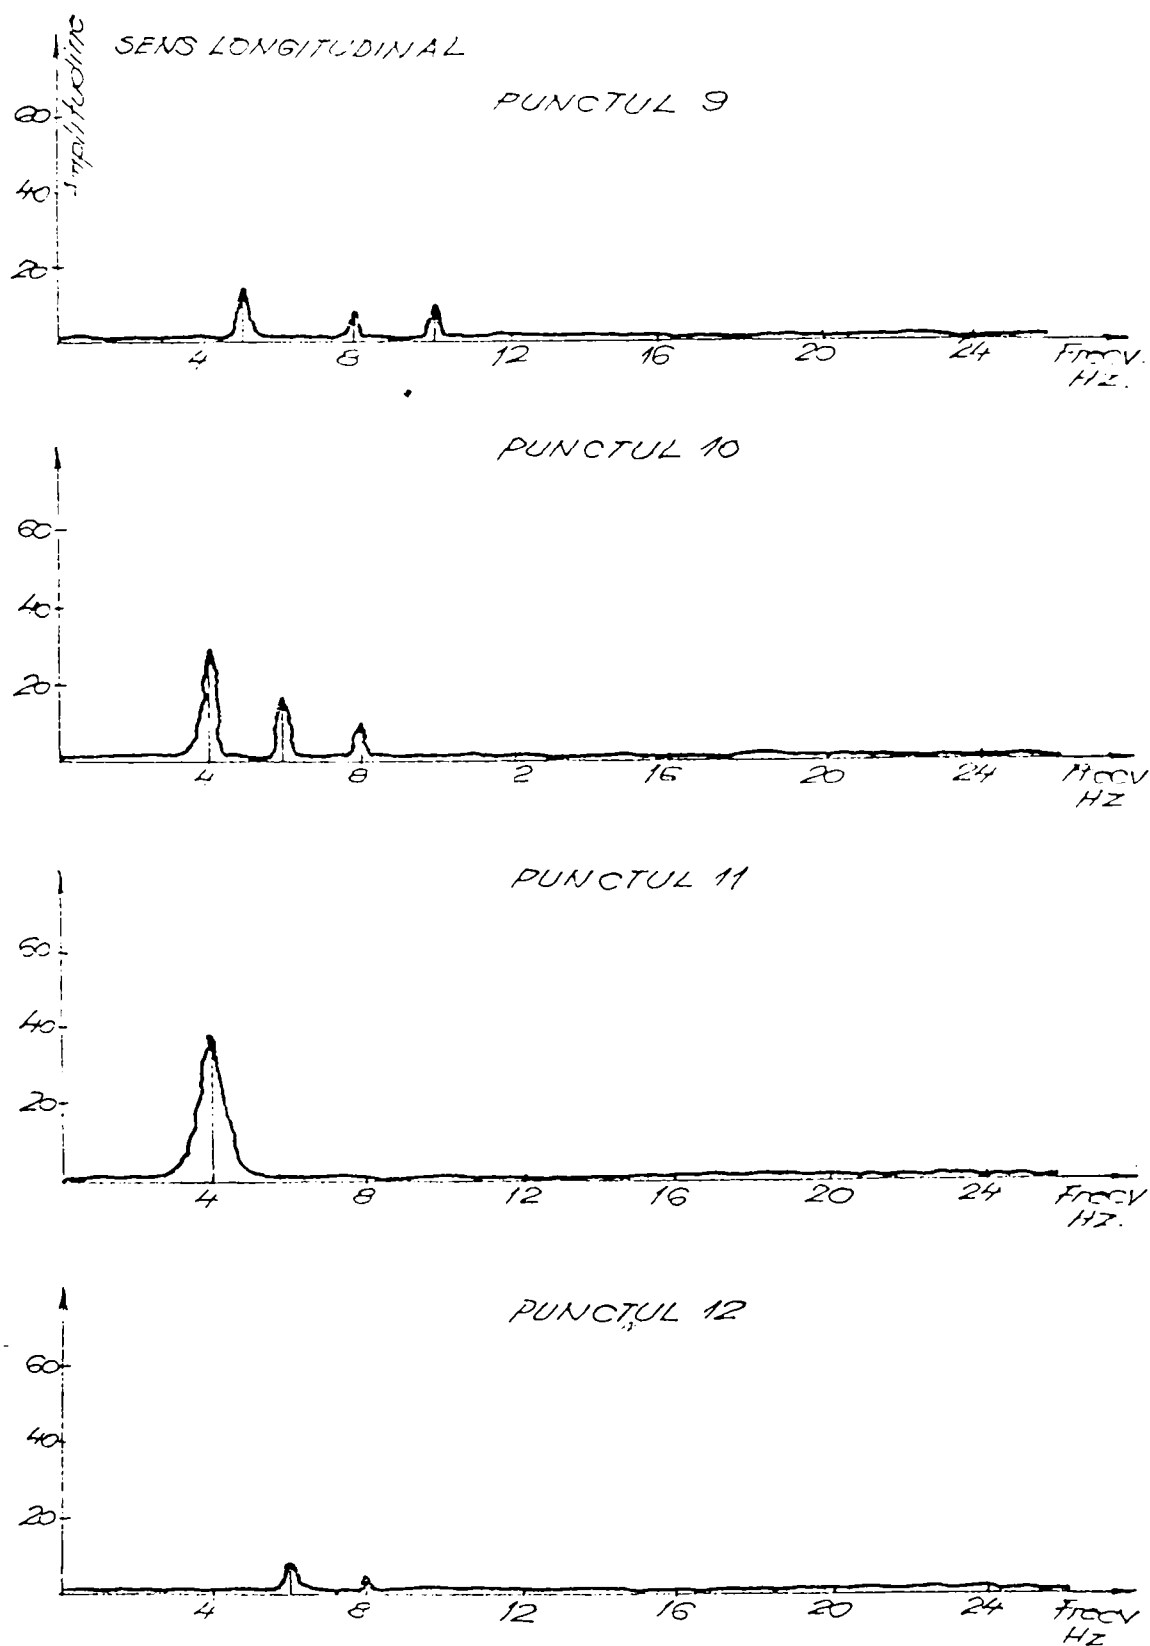 SENS LONGITUDINAL
Amplitudine
PUNCTUL 9
60
40
20
4 8 12 16 20 24 Frecv.
Hz.
PUNCTUL 10
60
40
20
4 8 2 16 20 24 Frecv
Hz
PUNCTUL 11
60
40
20
4 8 12 16 20 24 Frecv
Hz.
PUNCTUL 12
60
40
20
4 8 12 16 20 24 Frecv
Hz